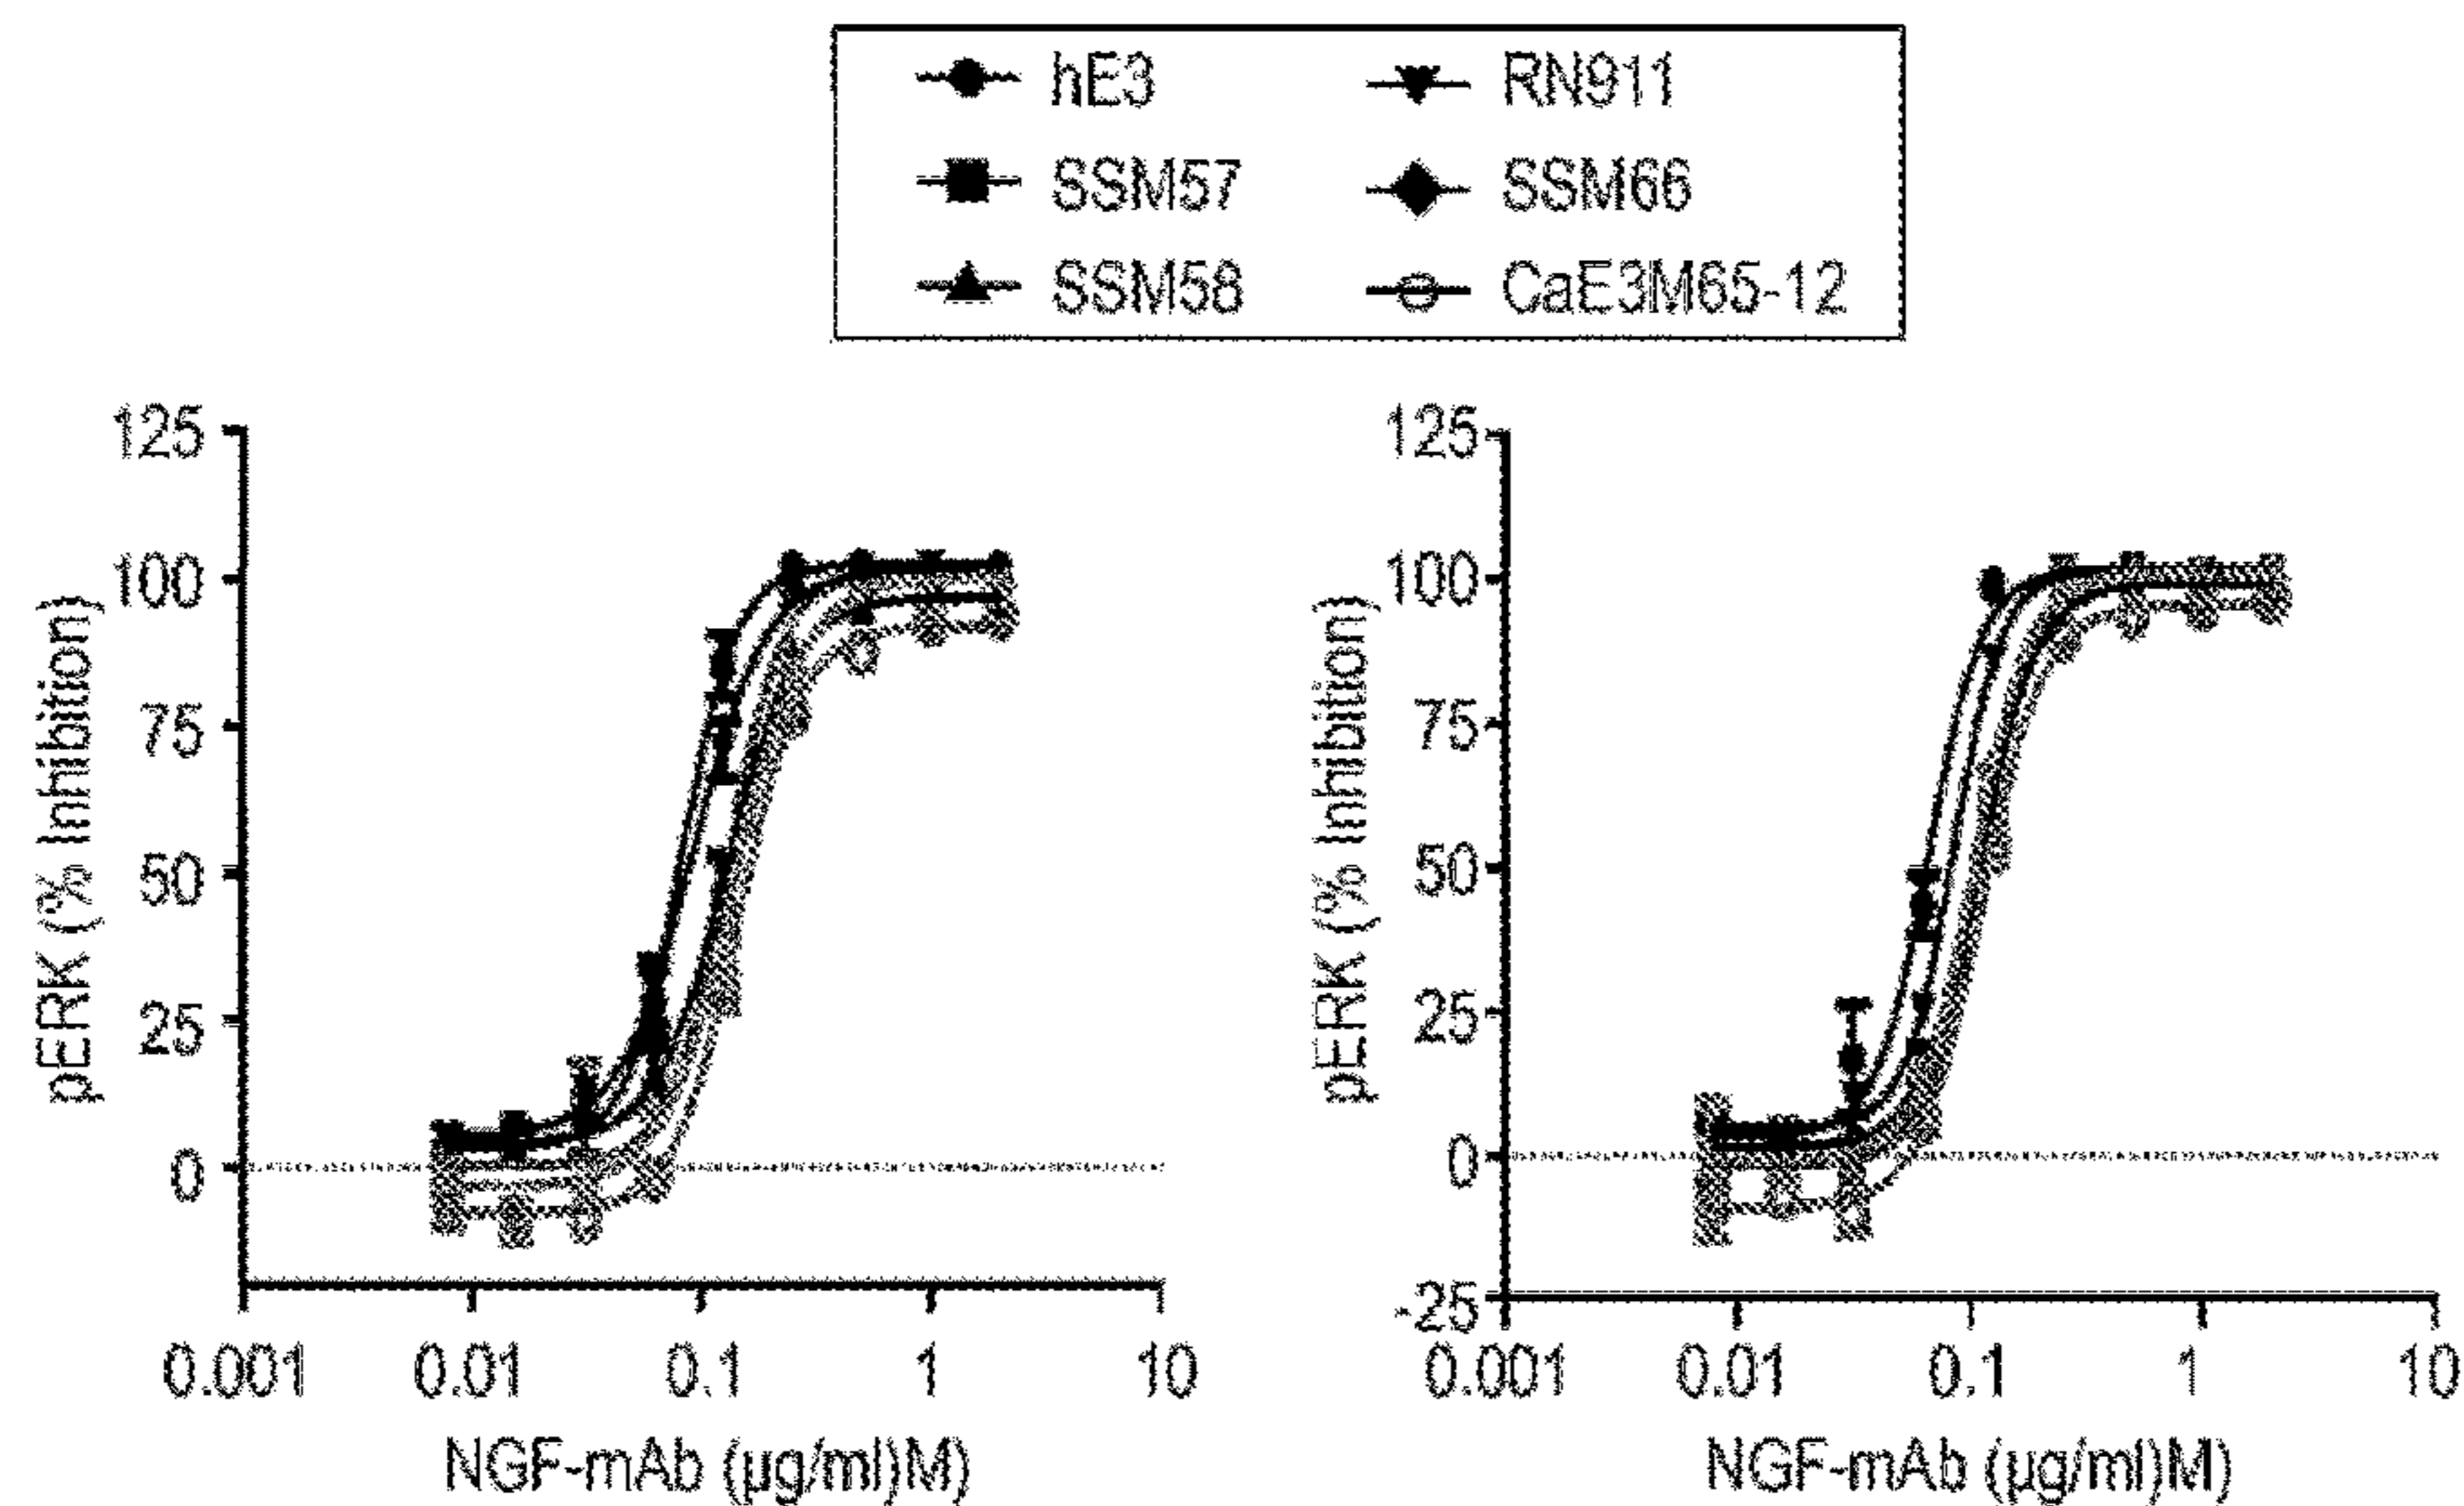 hE3 RN911
SSM57 SSM66
SSM58 CaE3M65-12
pERK (% Inhibition)
125
100
75
50
25
0
0.001 0.01 0.1 1 10
NGF-mAb (µg/ml)M)
pERK (% Inhibition)
125
100
75
50
25
0
-25
0.001 0.01 0.1 1 10
NGF-mAb (µg/ml)M)